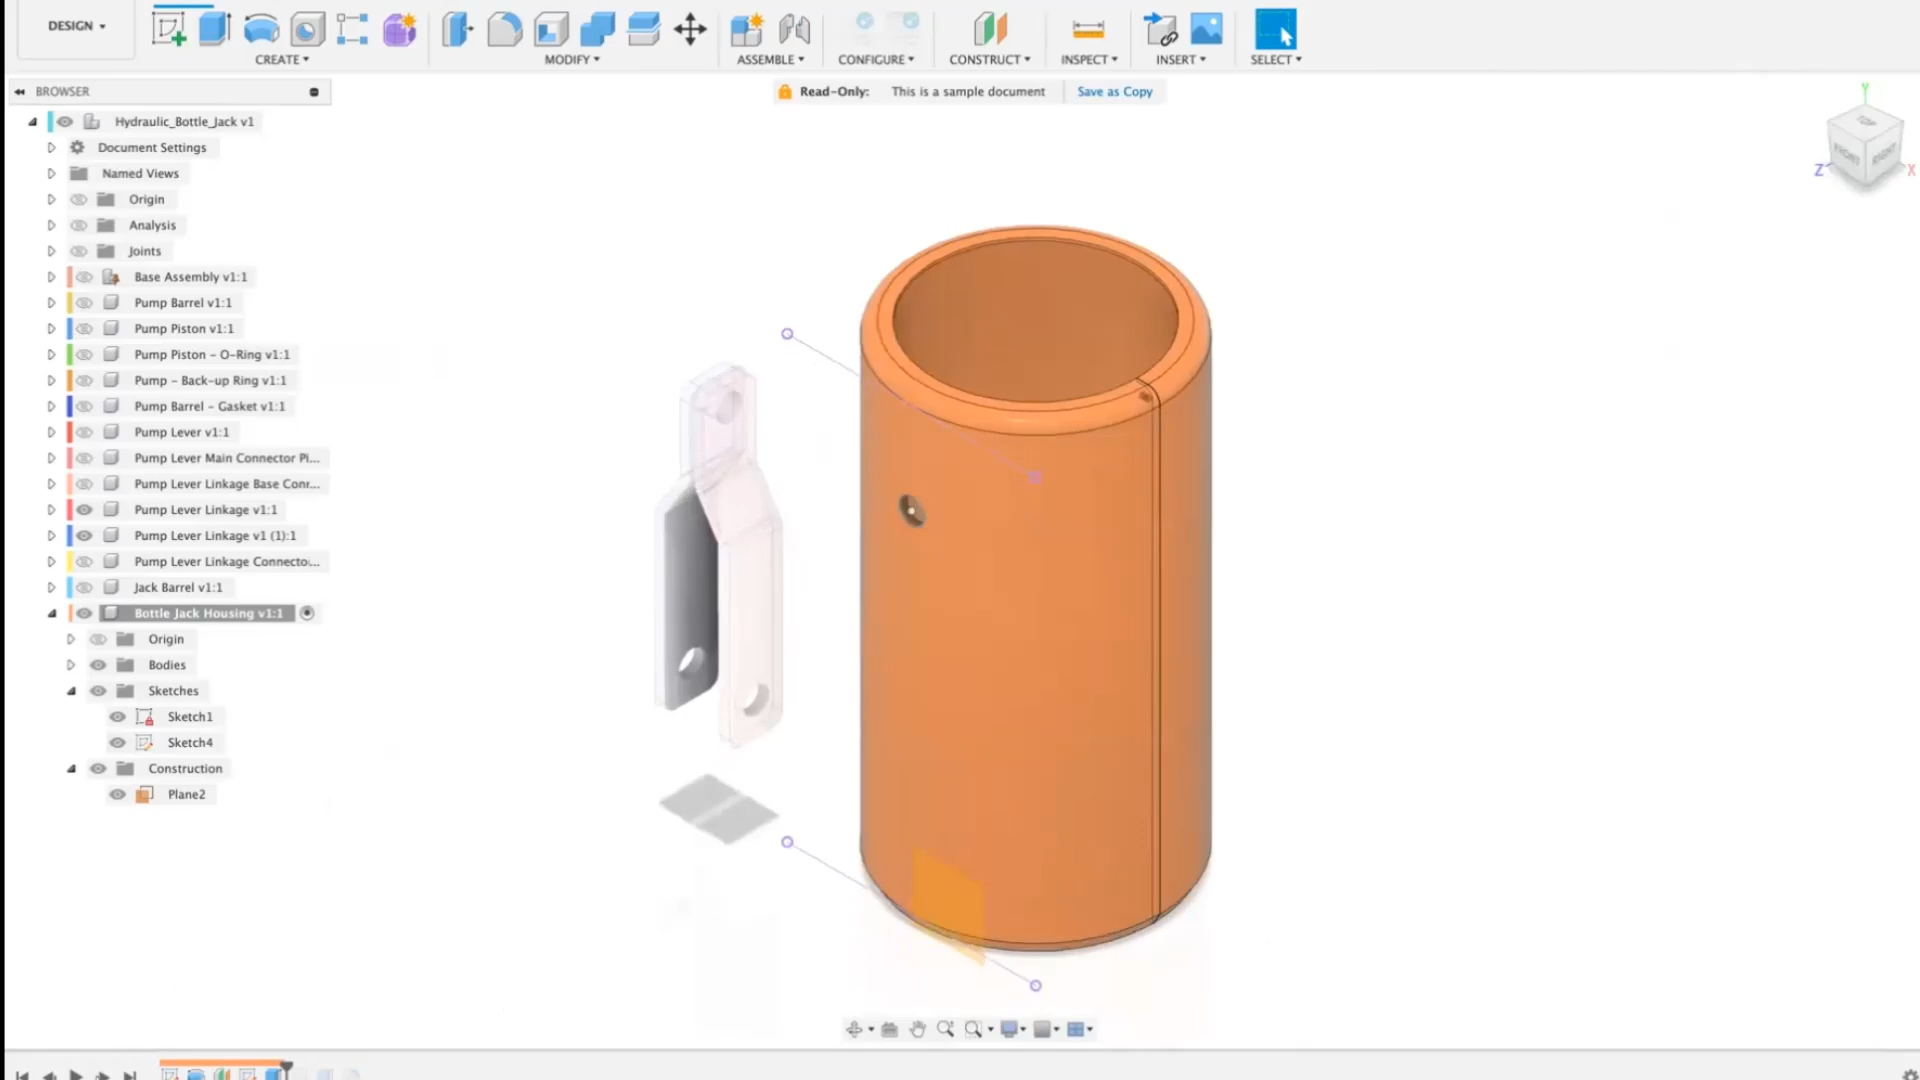 DESIGN
CREATE
MODIFY
ASSEMBLE
CONFIGURE
CONSTRUCT
INSPECT
INSERT
SELECT
BROWSER
Read-Only: This is a sample document Save as Copy
Hydraulic_Bottle_Jack v1
Document Settings
Named Views
Origin
Analysis
Joints
Base Assembly v1:1
Pump Barrel v1:1
Pump Piston v1:1
Pump Piston - O-Ring v1:1
Pump - Back-up Ring v1:1
Pump Barrel - Gasket v1:1
Pump Lever v1:1
Pump Lever Main Connector Pi...
Pump Lever Linkage Base Conr...
Pump Lever Linkage v1:1
Pump Lever Linkage v1 (1):1
Pump Lever Linkage Connecto...
Jack Barrel v1:1
Bottle Jack Housing v1:1
Origin
Bodies
Sketches
Sketch1
Sketch4
Construction
Plane2
Y
TOP
FRONT
RIGHT
Z
X